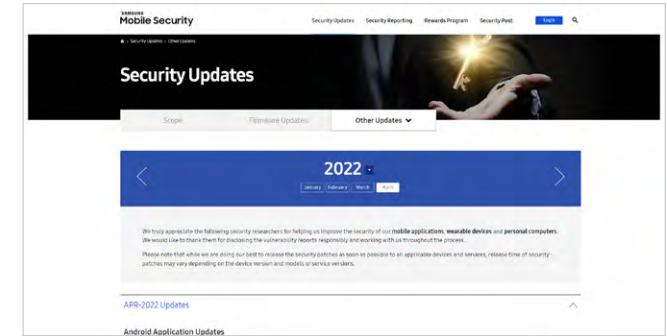 SAMSUNG
Mobile Security
Security Updates Security Reporting Rewards Program Security Post Login
> Security Updates > Other Updates
Security Updates
Scope Firmware Updates Other Updates
2022
January February March April
We truly appreciate the following security researchers for helping us improve the security of our mobile applications, wearable devices and personal computers.
We would like to thank them for disclosing the vulnerability reports responsibly and working with us throughout the process.
Please note that while we are doing our best to release the security patches as soon as possible to all applicable devices and services, release time of security
patches may vary depending on the device version and models or service versions.
APR-2022 Updates
Android Application Updates